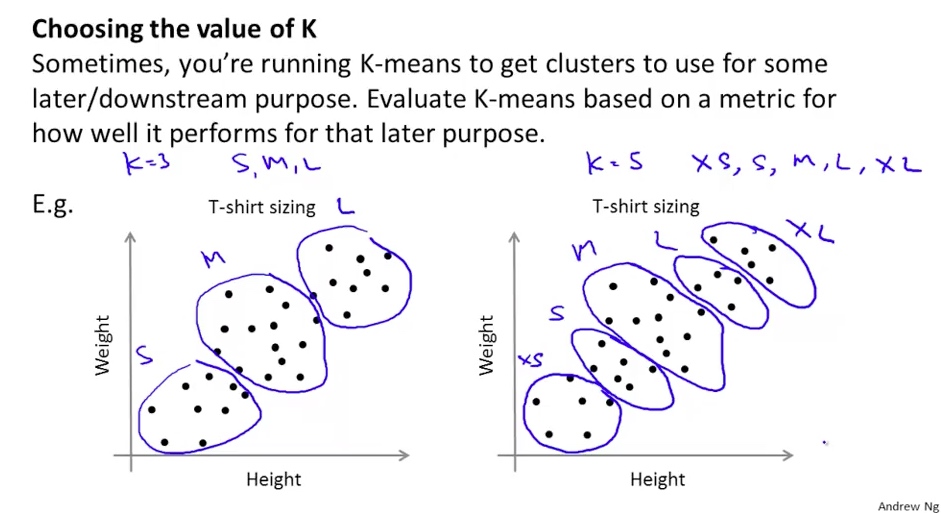 Choosing the value of K
Sometimes, you're running K-means to get clusters to use for some
later/downstream purpose. Evaluate K-means based on a metric for
how well it performs for that later purpose.
K=3 S, M, L K=5 XS, S, M, L, XL
E.g.
T-shirt sizing L
M
S
Weight
Height
T-shirt sizing
XL
L
M
S
XS
Weight
Height
Andrew Ng